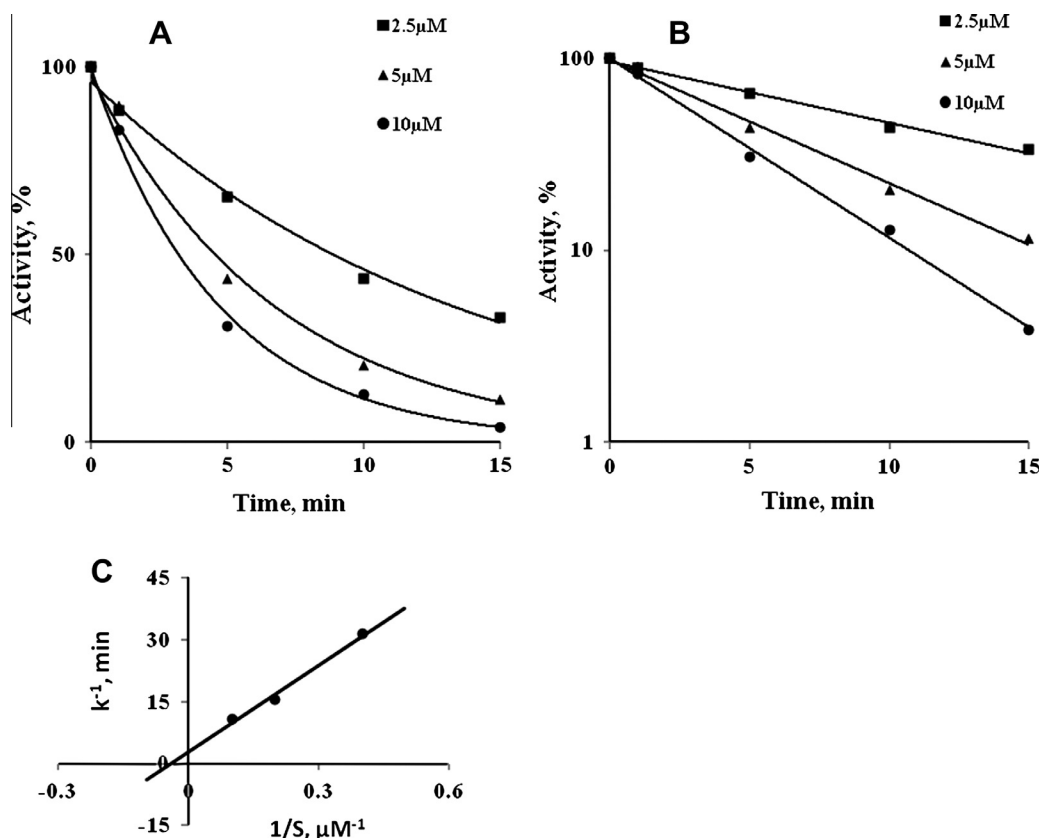 A
2.5µM
5µM
10µM
100
50
0
Activity, %
0 5 10 15
Time, min
B
2.5µM
5µM
10µM
100
10
1
Activity, %
0 5 10 15
Time, min
C
45
30
15
0
-15
k⁻¹, min
-0.3 0 0.3 0.6
1/S, µM⁻¹